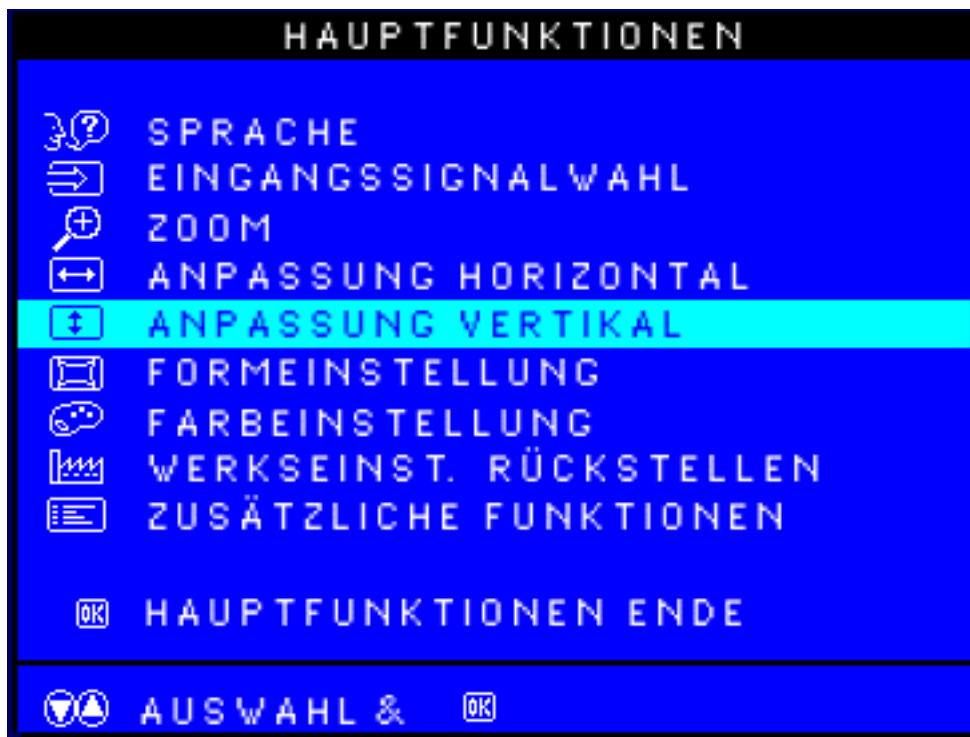 HAUPTFUNKTIONEN
SPRACHE
EINGANGSSIGNALWAHL
ZOOM
ANPASSUNG HORIZONTAL
ANPASSUNG VERTIKAL
FORMEINSTELLUNG
FARBEINSTELLUNG
WERKSEINST. RÜCKSTELLEN
ZUSÄTZLICHE FUNKTIONEN
OK HAUPTFUNKTIONEN ENDE
AUSWAHL & OK